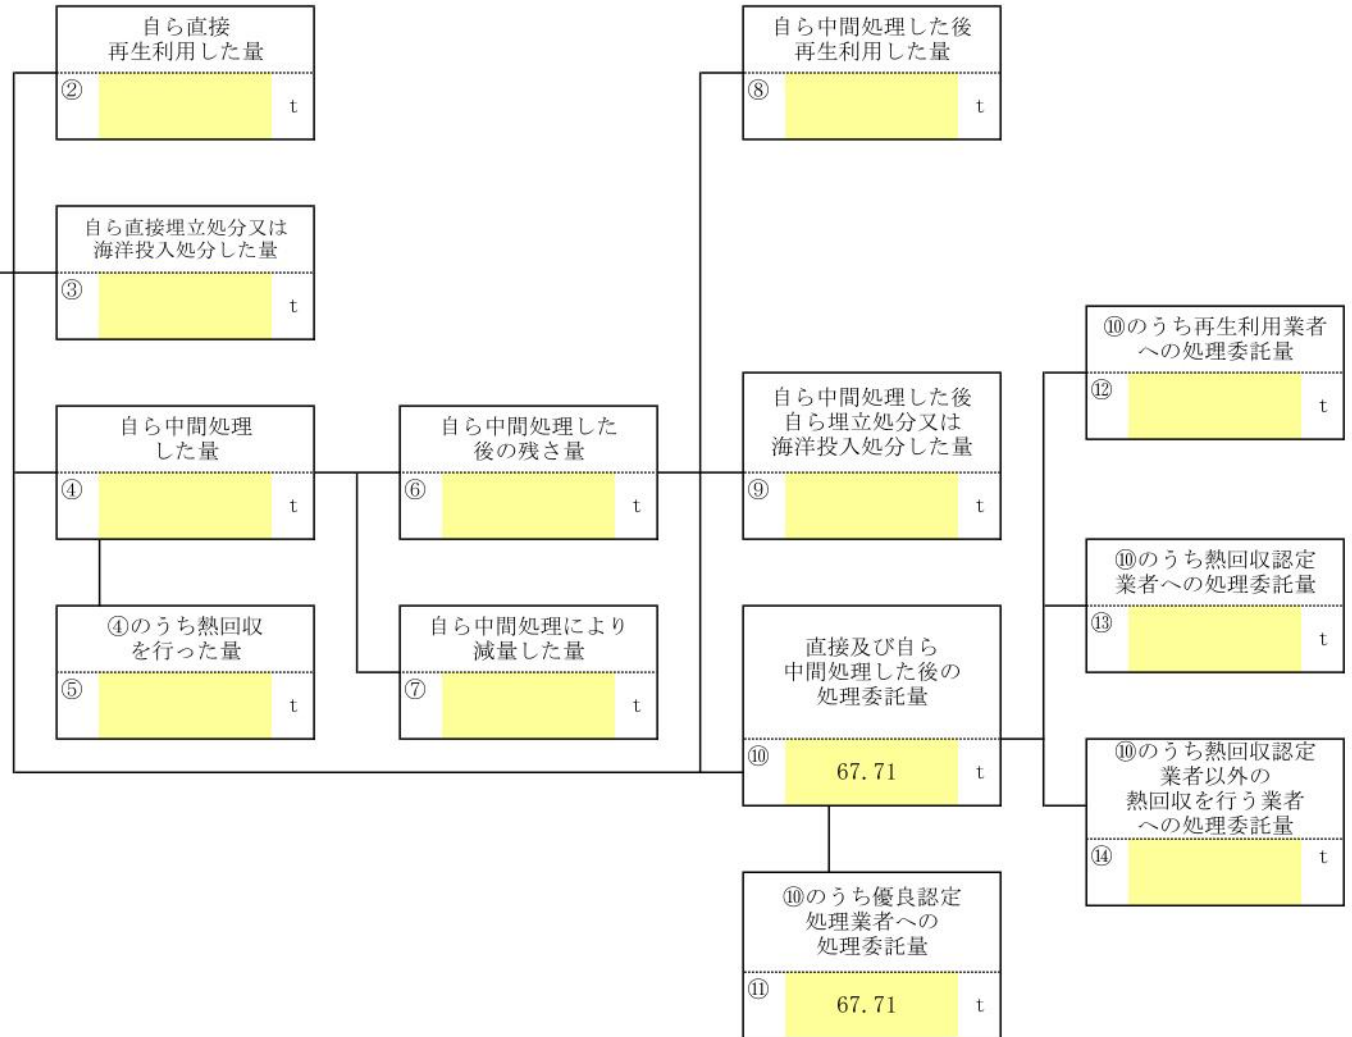 自ら直接
再生利用した量
②
t
自ら中間処理した後
再生利用した量
⑧
t
自ら直接埋立処分又は
海洋投入処分した量
③
t
⑩のうち再生利用業者
への処理委託量
⑫
t
自ら中間処理
した量
④
t
自ら中間処理した
後の残さ量
⑥
t
自ら中間処理した後
自ら埋立処分又は
海洋投入処分した量
⑨
t
⑩のうち熱回収認定
業者への処理委託量
⑬
t
④のうち熱回収
を行った量
⑤
t
自ら中間処理により
減量した量
⑦
t
直接及び自ら
中間処理した後の
処理委託量
⑩
67.71
t
⑩のうち熱回収認定
業者以外の
熱回収を行う業者
への処理委託量
⑭
t
⑩のうち優良認定
処理業者への
処理委託量
⑪
67.71
t